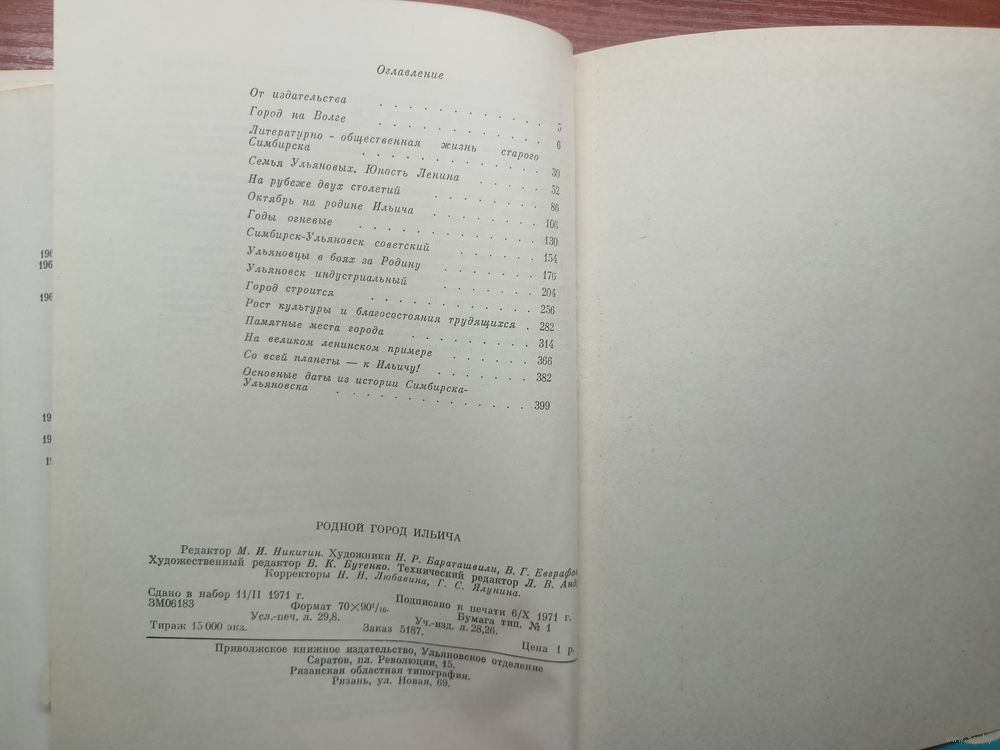 Оглавление
От издательства . . . . . . . . . . . 5
Город на Волге . . . . . . . . . . . 6
Литературно - общественная жизнь старого
Симбирска . . . . . . . . . . . . . 30
Семья Ульяновых. Юность Ленина . . . . . 52
На рубеже двух столетий . . . . . . . . 86
Октябрь на родине Ильича . . . . . . . 106
Годы огневые . . . . . . . . . . . . 130
Симбирск-Ульяновск советский . . . . . . 154
Ульяновцы в боях за Родину . . . . . . 176
Ульяновск индустриальный . . . . . . . 204
Город строится . . . . . . . . . . . 256
Рост культуры и благосостояния трудящихся . 282
Памятные места города . . . . . . . . 314
На великом ленинском примере . . . . . . 366
Со всей планеты — к Ильичу! . . . . . . 382
Основные даты из истории Симбирска-
Ульяновска . . . . . . . . . . . . . 399
196
196
196
19
19
РОДНОЙ ГОРОД ИЛЬИЧА
Редактор М. И. Никитин. Художники Н. Р. Бараташвили, В. Г. Евграфов
Художественный редактор В. К. Бутенко. Технический редактор Л. В. Анд
Корректоры Н. Н. Любавина, Г. С. Ялунина.
Сдано в набор 11/II 1971 г. Подписано к печати 6/X 1971 г.
ЗМ06183 Формат 70×90¹/₁₆. Бумага тип. № 1
Усл.-печ. л. 29,8. Уч.-изд. л. 28,26.
Тираж 15 000 экз. Заказ 5187. Цена 1 р.
Приволжское книжное издательство, Ульяновское отделение
Саратов, пл. Революции, 15.
Рязанская областная типография.
Рязань, ул. Новая, 69.